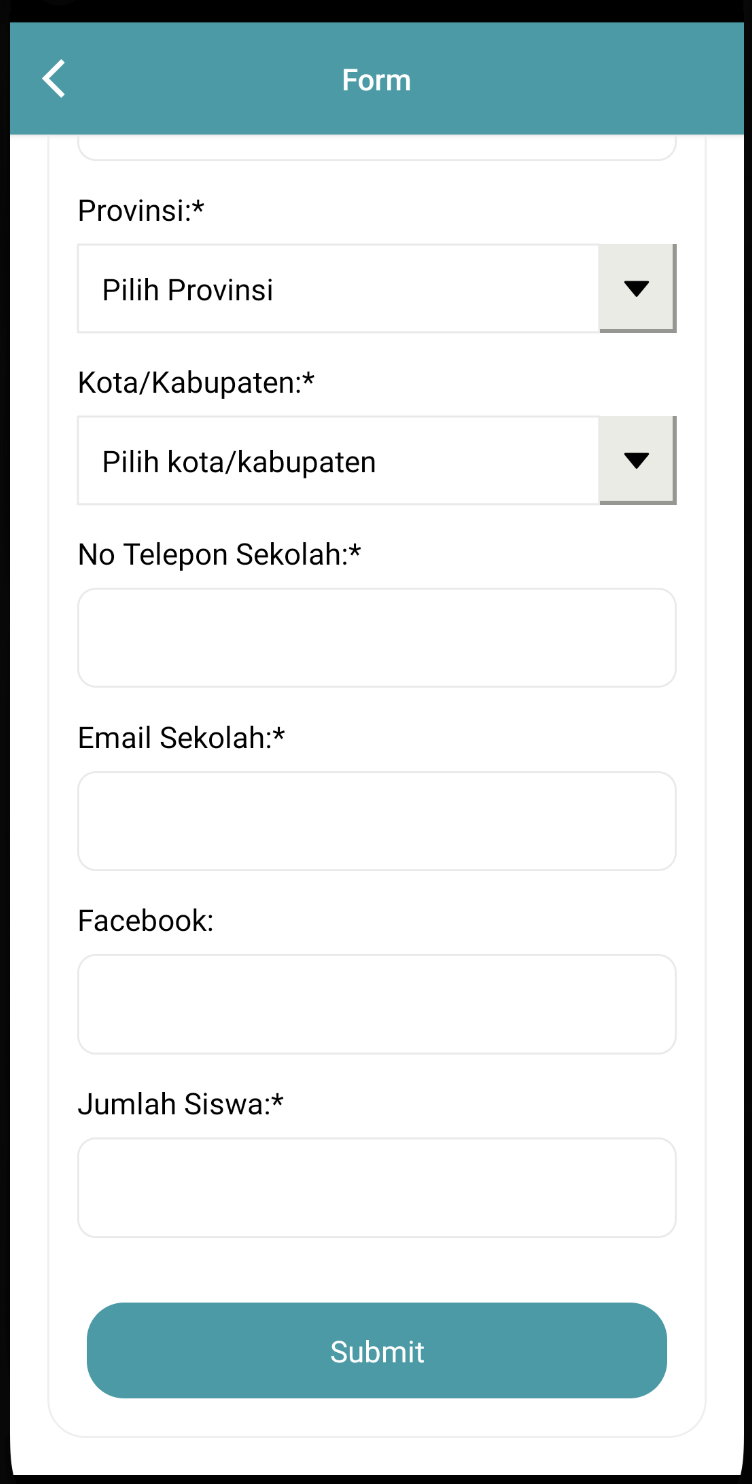 Form
Provinsi:*
Pilih Provinsi
Kota/Kabupaten:*
Pilih kota/kabupaten
No Telepon Sekolah:*
Email Sekolah:*
Facebook:
Jumlah Siswa:*
Submit